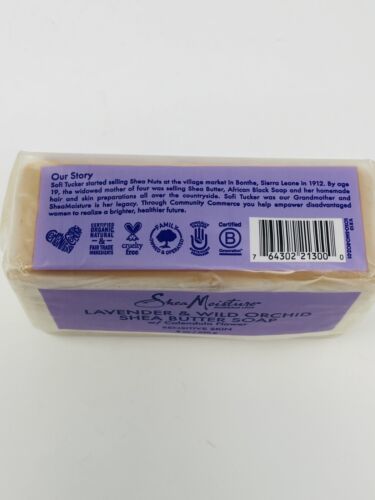 Our Story
Sofi Tucker started selling Shea Nuts at the village market in Bonthe, Sierra Leone in 1912. By age
19, the widowed mother of four was selling Shea Butter, African Black Soap and her homemade
hair and skin preparations all over the countryside. Sofi Tucker was our Grandmother and
SheaMoisture is her legacy. Through Community Commerce you help empower disadvantaged
women to realize a brighter, healthier future.
CERTIFIED
ORGANIC
NATURAL
&
FAIR TRADE
INGREDIENTS
cruelty
free
FAMILY
Certified
B
Corporation
7 64302 21300 0
SheaMoisture
LAVENDER & WILD ORCHID
SHEA BUTTER SOAP
w/ Calendula Flower
SENSITIVE SKIN